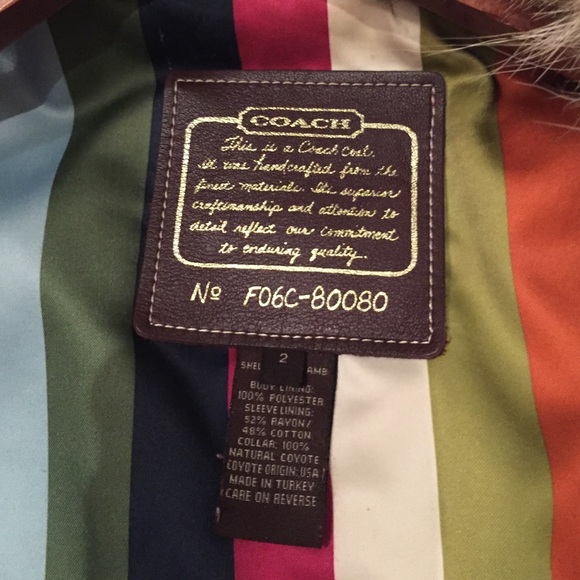 COACH
This is a Coach Coat.
It was handcrafted from the
finest materials. Its superior
craftsmanship and attention to
detail reflect our commitment
to enduring quality.
Nº F06C-80080
2
BODY LINING:
100% POLYESTER
SLEEVE LINING:
52% RAYON/
48% COTTON
COLLAR: 100%
NATURAL COYOTE
COYOTE ORIGIN: USA
MADE IN TURKEY
CARE ON REVERSE